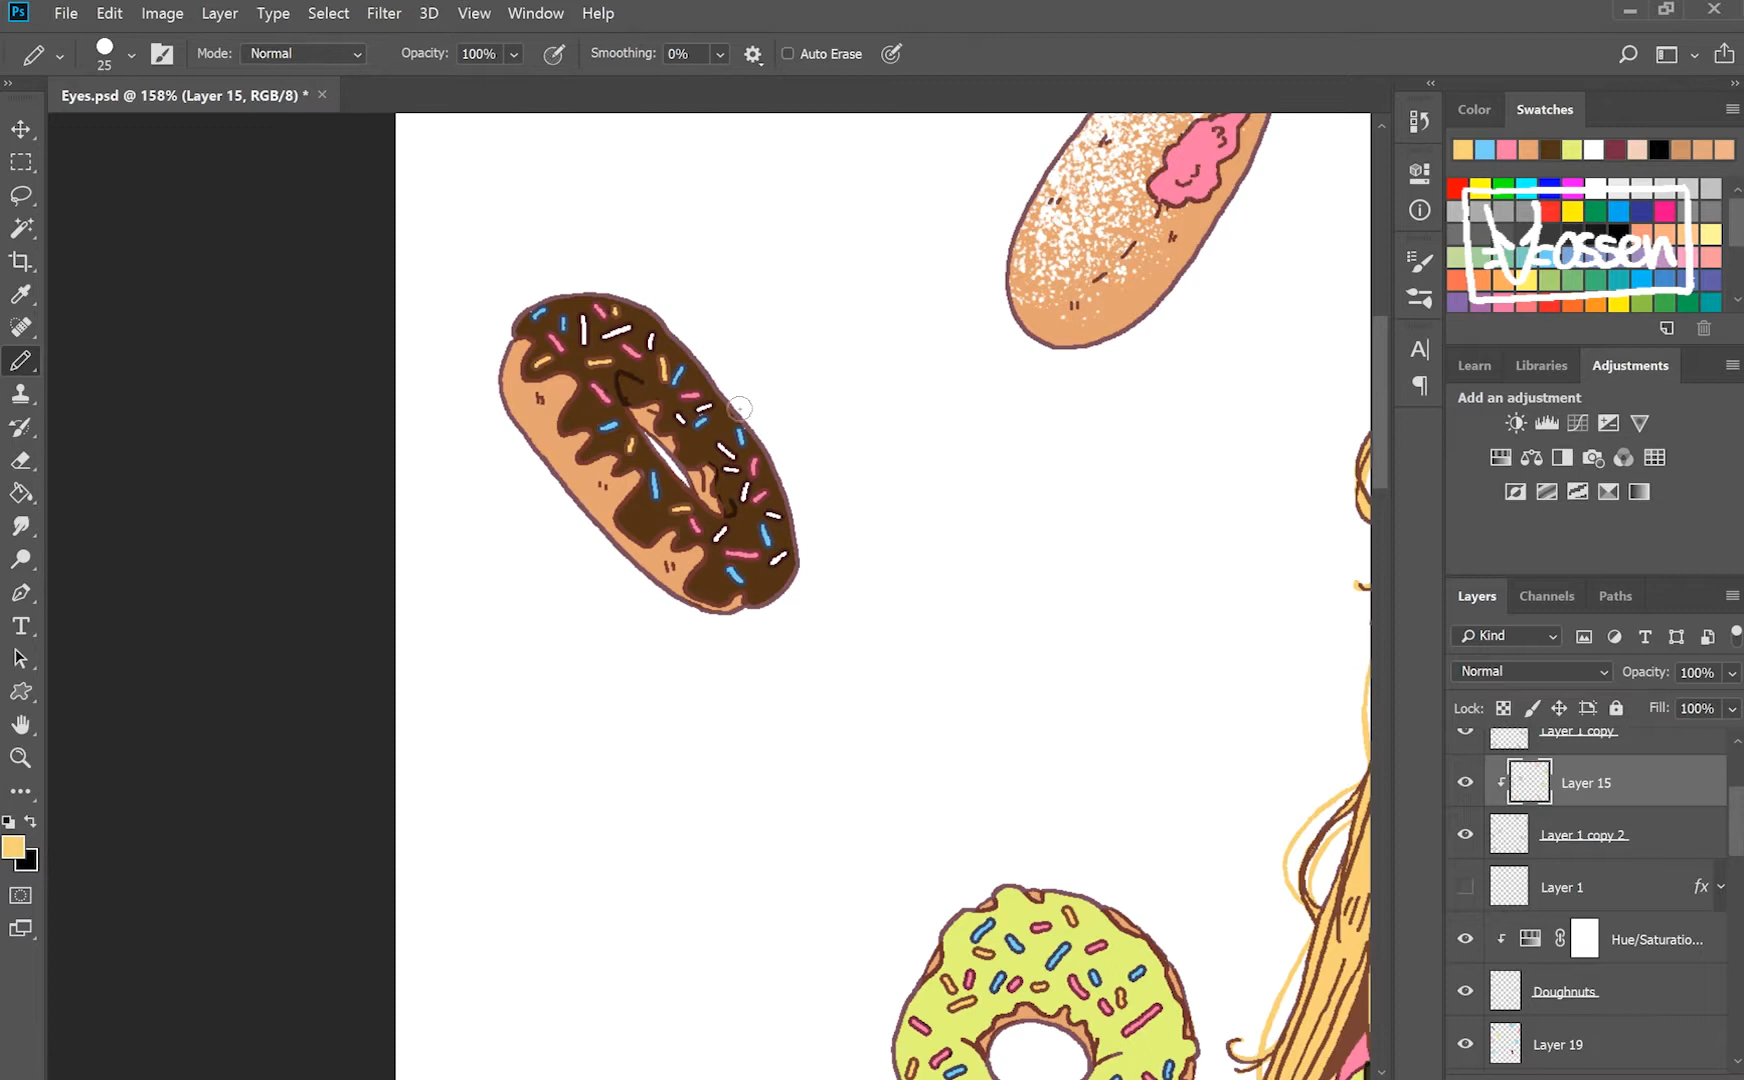 Ps File Edit Image Layer Type Select Filter 3D View Window Help
25 Mode: Normal Opacity: 100% Smoothing: 0% Auto Erase
Eyes.psd @ 158% (Layer 15, RGB/8) *
Color Swatches
Vossen
Learn Libraries Adjustments
Add an adjustment
Layers Channels Paths
Kind
Normal Opacity: 100%
Lock: Fill: 100%
Layer 1 copy
Layer 15
Layer 1 copy 2
Layer 1 fx
Hue/Saturatio...
Doughnuts
Layer 19